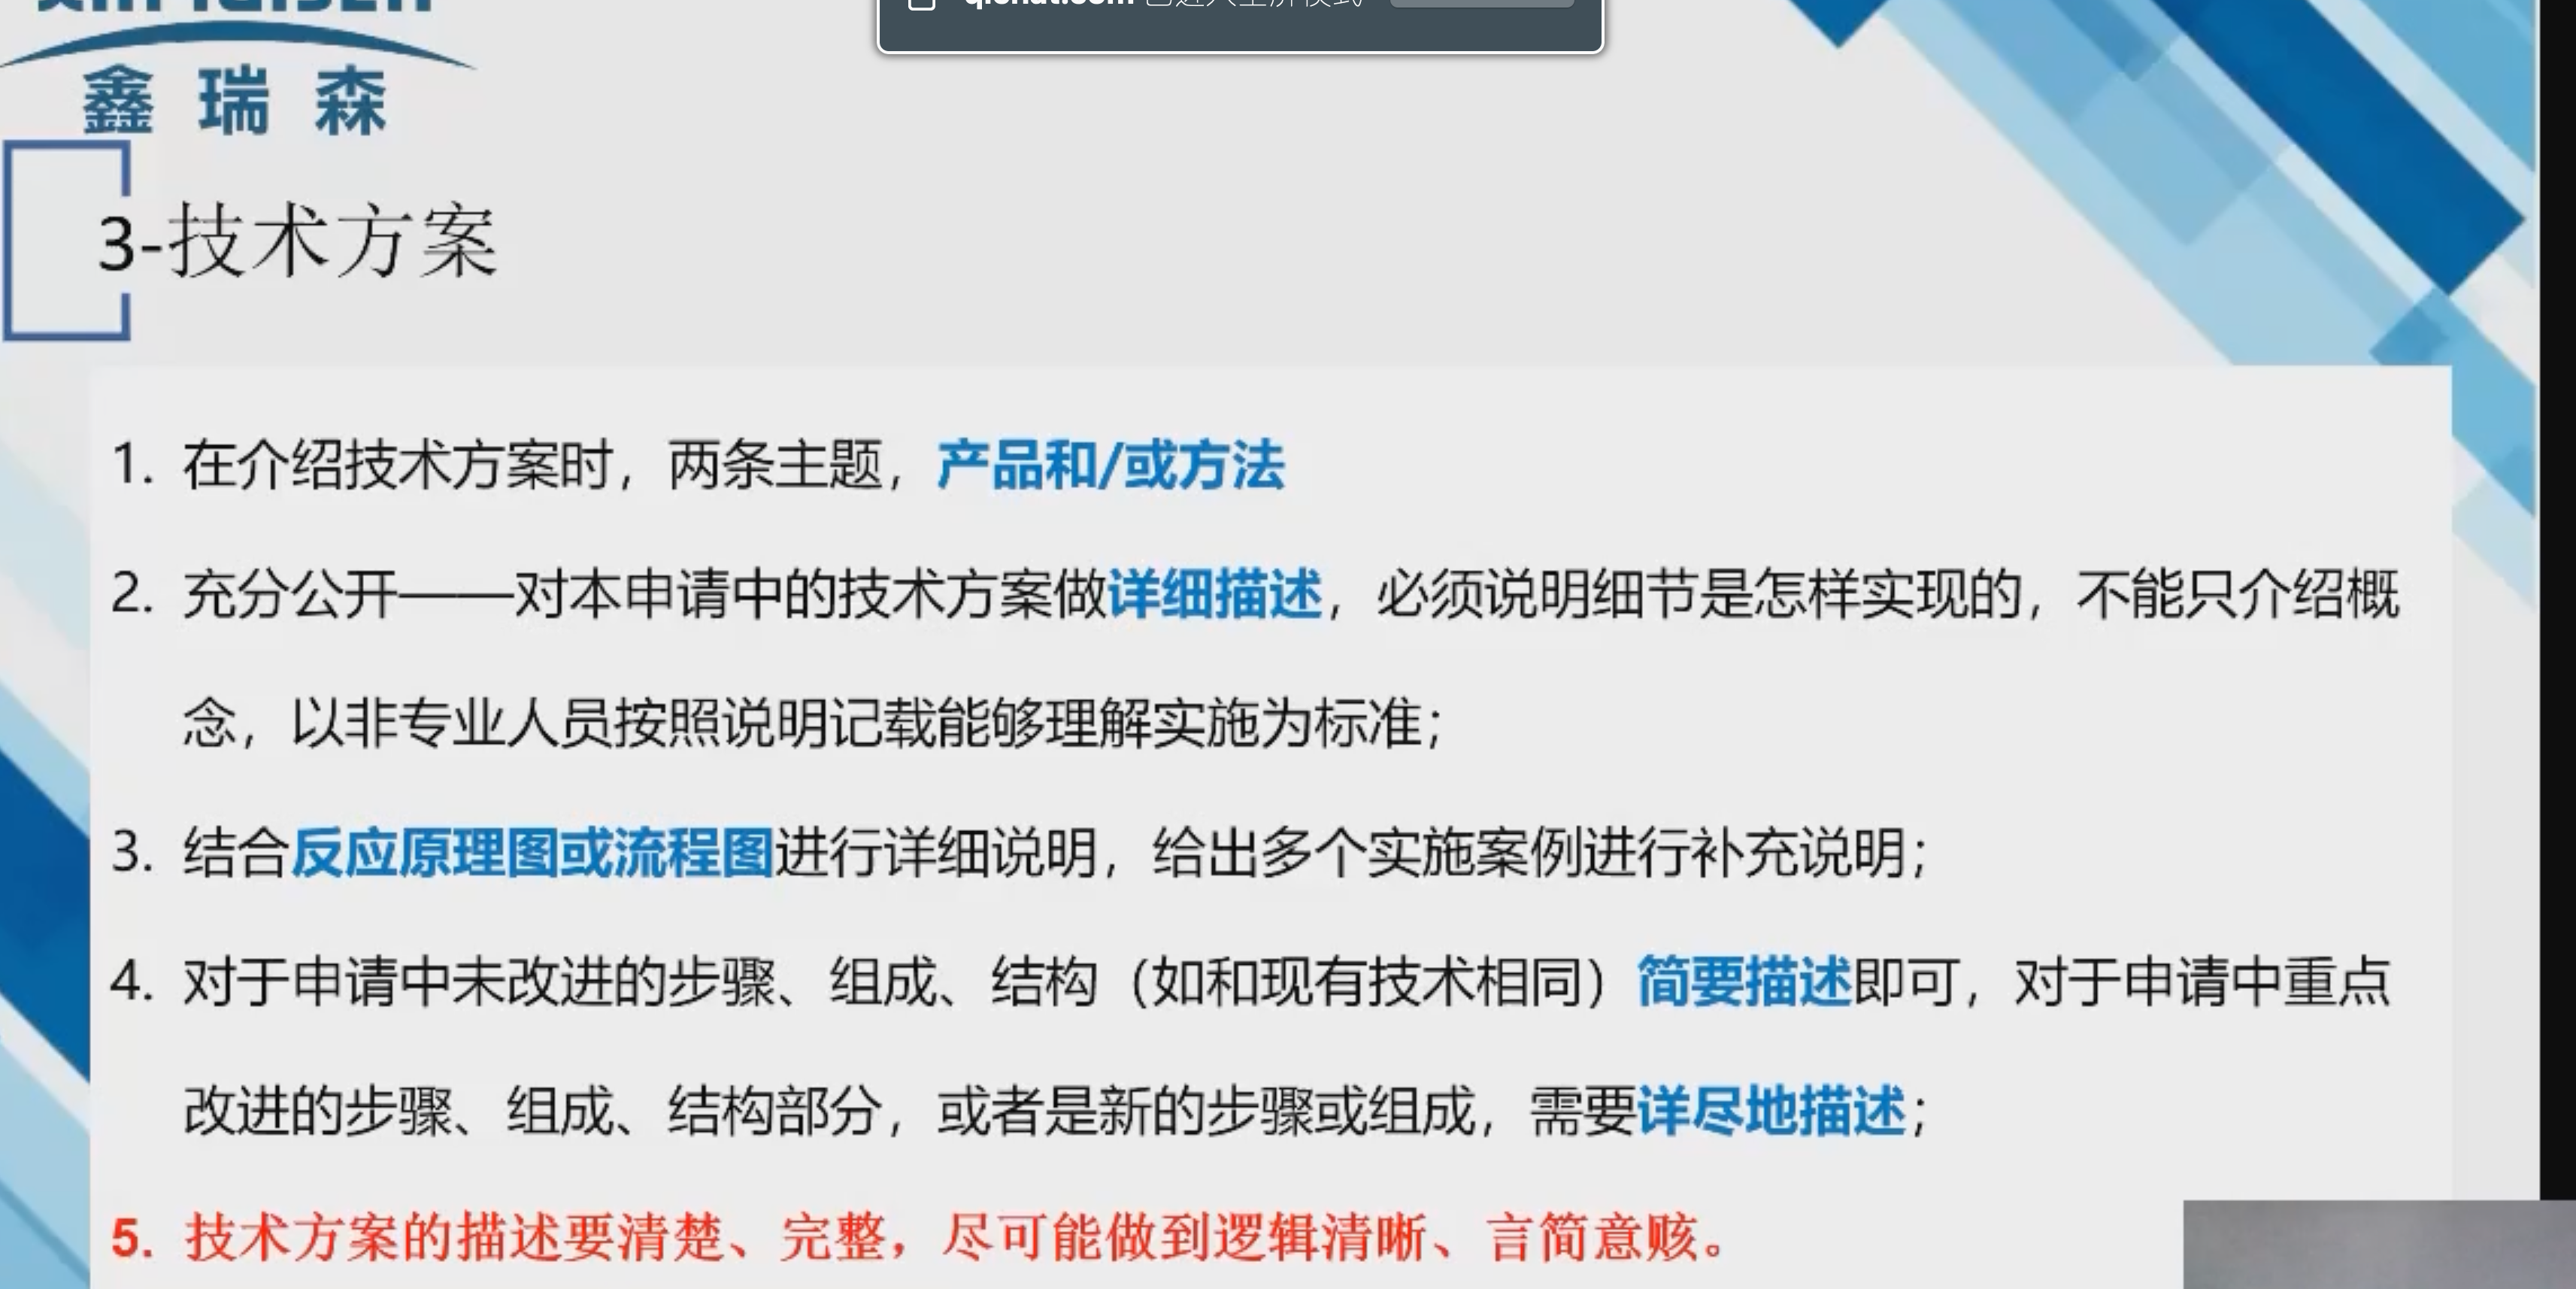 鑫瑞森
3-技术方案
1. 在介绍技术方案时，两条主题，产品和/或方法
2. 充分公开——对本申请中的技术方案做详细描述，必须说明细节是怎样实现的，不能只介绍概
念，以非专业人员按照说明记载能够理解实施为标准；
3. 结合反应原理图或流程图进行详细说明，给出多个实施案例进行补充说明；
4. 对于申请中未改进的步骤、组成、结构（如和现有技术相同）简要描述即可，对于申请中重点
改进的步骤、组成、结构部分，或者是新的步骤或组成，需要详尽地描述；
5. 技术方案的描述要清楚、完整，尽可能做到逻辑清晰、言简意赅。